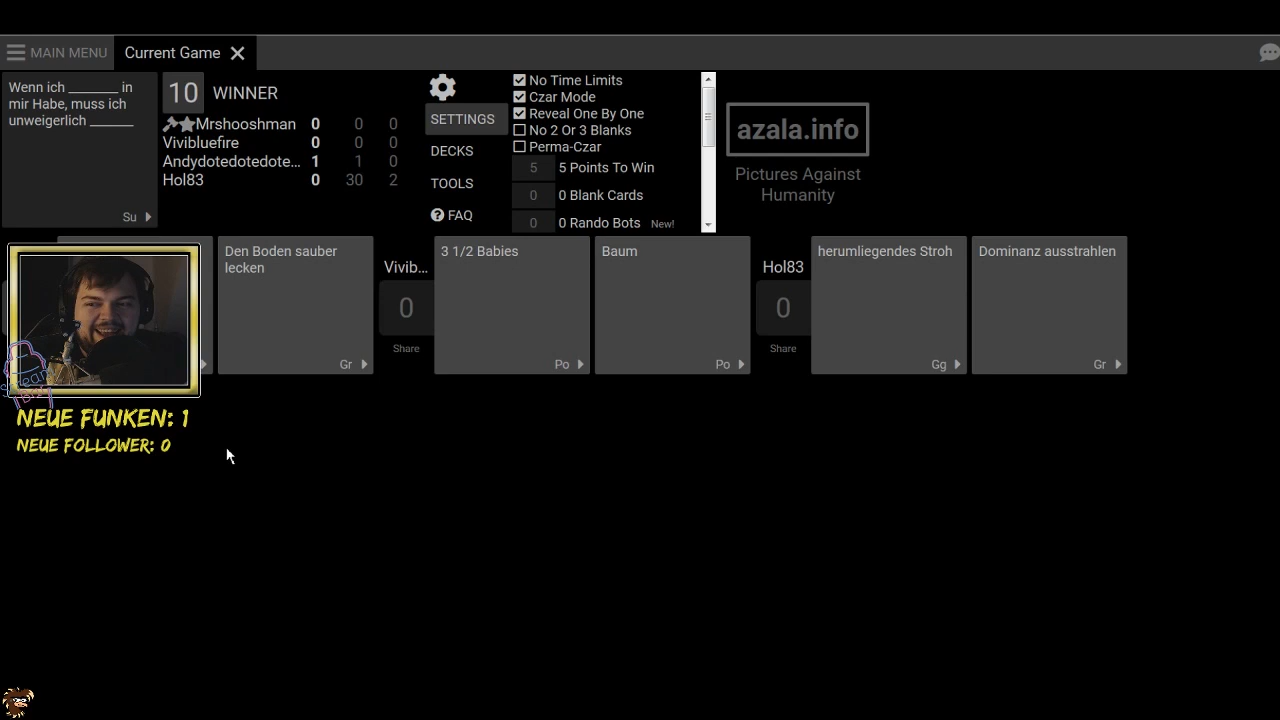 MAIN MENU
Current Game
Wenn ich _______ in
mir Habe, muss ich
unweigerlich ______
Su
10 WINNER
Mrshooshman 0 0 0
Vivibluefire 0 0 0
Andydotedotedote... 1 1 0
Hol83 0 30 2
SETTINGS
DECKS
TOOLS
FAQ
No Time Limits
Czar Mode
Reveal One By One
No 2 Or 3 Blanks
Perma-Czar
5 5 Points To Win
0 0 Blank Cards
0 0 Rando Bots New!
azala.info
Pictures Against
Humanity
Den Boden sauber
lecken
Gr
Vivib...
0
Share
3 1/2 Babies
Po
Baum
Po
Hol83
0
Share
herumliegendes Stroh
Gg
Dominanz ausstrahlen
Gr
NEUE FUNKEN: 1
NEUE FOLLOWER: 0